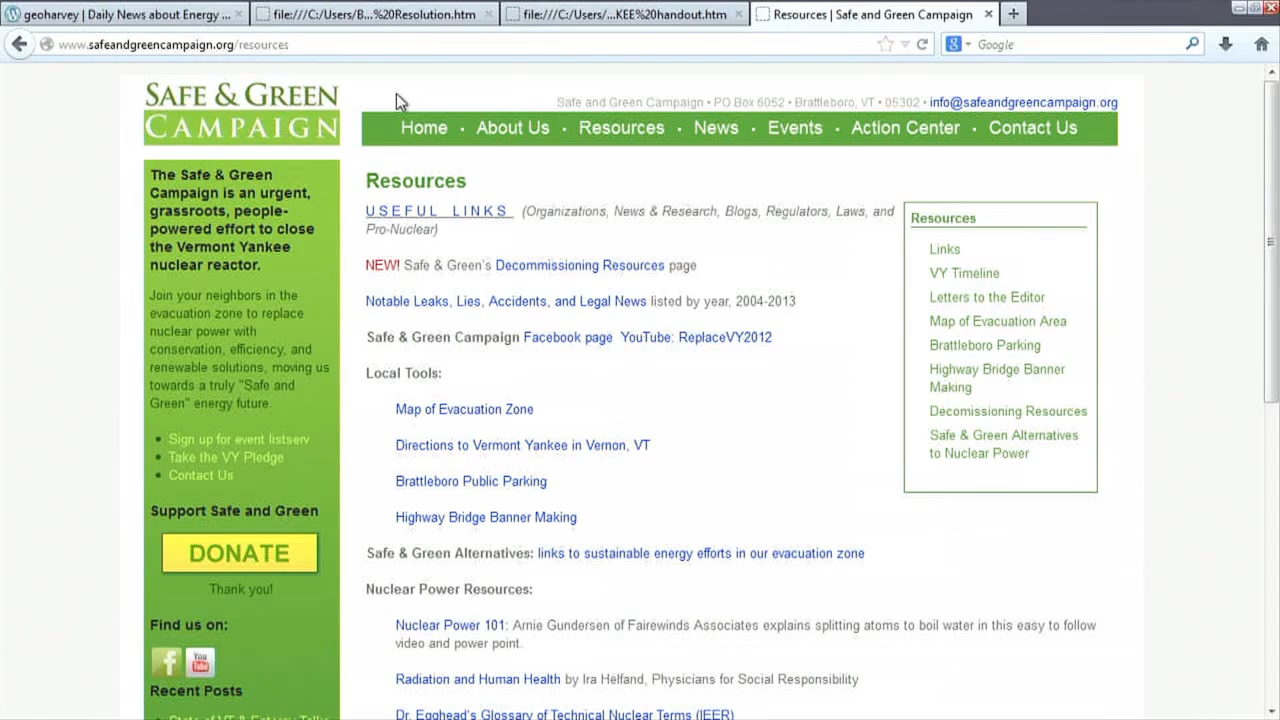 geoharvey | Daily News about Energy ...
file:///C:/Users/B...%20Resolution.htm
file:///C:/Users/...KEE%20handout.htm
Resources | Safe and Green Campaign
www.safeandgreencampaign.org/resources
Google
SAFE & GREEN
CAMPAIGN
Safe and Green Campaign • PO Box 6052 • Brattleboro, VT • 05302 • info@safeandgreencampaign.org
Home • About Us • Resources • News • Events • Action Center • Contact Us
The Safe & Green
Campaign is an urgent,
grassroots, people-
powered effort to close
the Vermont Yankee
nuclear reactor.
Join your neighbors in the
evacuation zone to replace
nuclear power with
conservation, efficiency, and
renewable solutions, moving us
towards a truly "Safe and
Green" energy future.
• Sign up for event listserv
• Take the VY Pledge
• Contact Us
Support Safe and Green
DONATE
Thank you!
Find us on:
f
You Tube
Recent Posts
State of VT & Entergy Talks
Resources
USEFUL LINKS (Organizations, News & Research, Blogs, Regulators, Laws, and
Pro-Nuclear)
NEW! Safe & Green's Decommissioning Resources page
Notable Leaks, Lies, Accidents, and Legal News listed by year, 2004-2013
Safe & Green Campaign Facebook page YouTube: ReplaceVY2012
Local Tools:
Map of Evacuation Zone
Directions to Vermont Yankee in Vernon, VT
Brattleboro Public Parking
Highway Bridge Banner Making
Safe & Green Alternatives: links to sustainable energy efforts in our evacuation zone
Nuclear Power Resources:
Nuclear Power 101: Arnie Gundersen of Fairewinds Associates explains splitting atoms to boil water in this easy to follow
video and power point.
Radiation and Human Health by Ira Helfand, Physicians for Social Responsibility
Dr. Egghead's Glossary of Technical Nuclear Terms (IEER)
Resources
Links
VY Timeline
Letters to the Editor
Map of Evacuation Area
Brattleboro Parking
Highway Bridge Banner
Making
Decomissioning Resources
Safe & Green Alternatives
to Nuclear Power